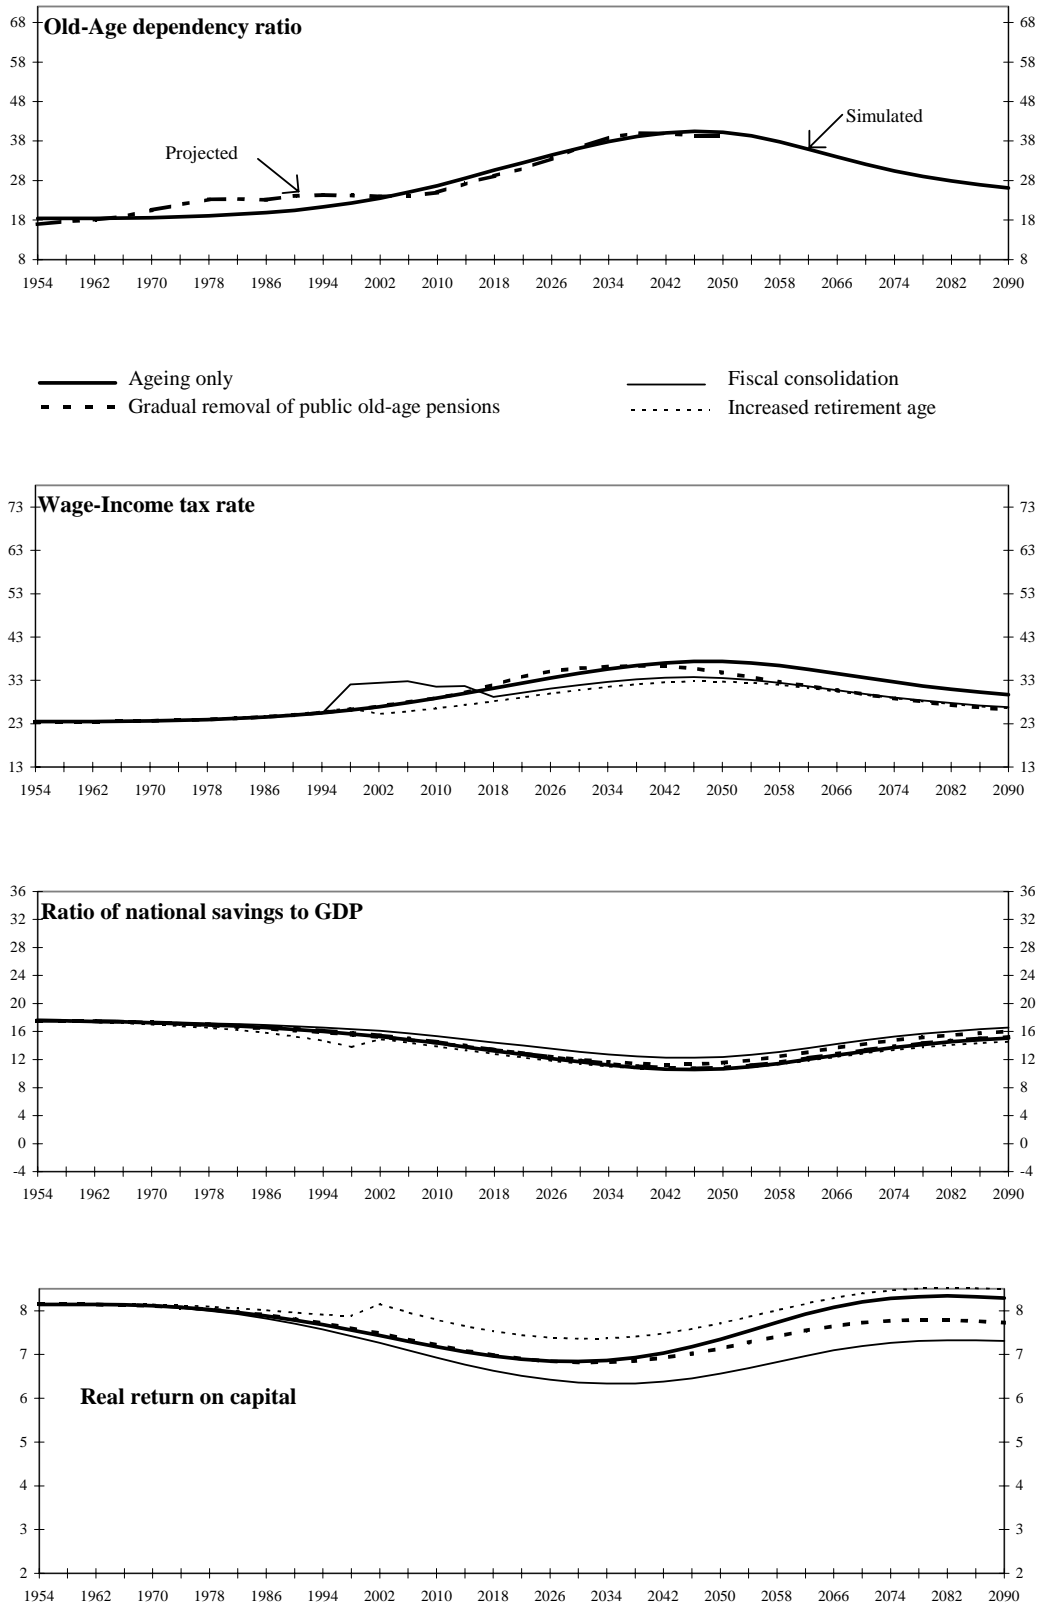 Old-Age dependency ratio
68 68
58 58
48 48
Simulated
38 38
Projected
28 28
18 18
8 8
1954 1962 1970 1978 1986 1994 2002 2010 2018 2026 2034 2042 2050 2058 2066 2074 2082 2090
Ageing only Fiscal consolidation
Gradual removal of public old-age pensions Increased retirement age
Wage-Income tax rate
73 73
63 63
53 53
43 43
33 33
23 23
13 13
1954 1962 1970 1978 1986 1994 2002 2010 2018 2026 2034 2042 2050 2058 2066 2074 2082 2090
36 36
Ratio of national savings to GDP
32 32
28 28
24 24
20 20
16 16
12 12
8 8
4 4
0 0
-4 -4
1954 1962 1970 1978 1986 1994 2002 2010 2018 2026 2034 2042 2050 2058 2066 2074 2082 2090
8 8
7 7
Real return on capital
6 6
5 5
4 4
3 3
2 2
1954 1962 1970 1978 1986 1994 2002 2010 2018 2026 2034 2042 2050 2058 2066 2074 2082 2090